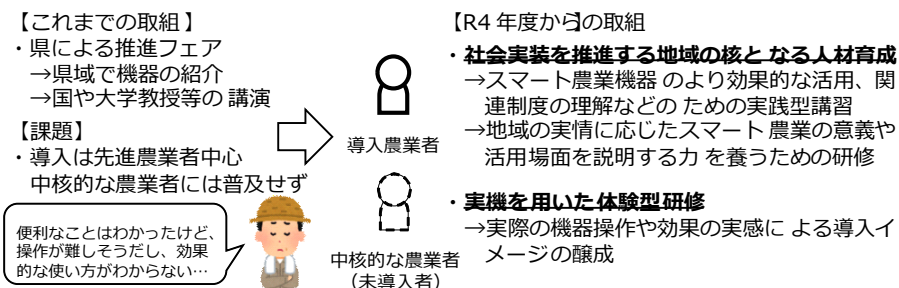 【これまでの取組】
・県による推進フェア
→県域で機器の紹介
→国や大学教授等の講演
【課題】
・導入は先進農業者中心
中核的な農業者には普及せず
便利なことはわかったけど、
操作が難しそうだし、効果
的な使い方がわからない…
導入農業者
中核的な農業者
（未導入者）
【R4年度からの取組
・社会実装を推進する地域の核となる人材育成
→スマート農業機器のより効果的な活用、関
連制度の理解などのための実践型講習
→地域の実情に応じたスマート農業の意義や
活用場面を説明する力を養うための研修
・実機を用いた体験型研修
→実際の機器操作や効果の実感による導入イ
メージの醸成